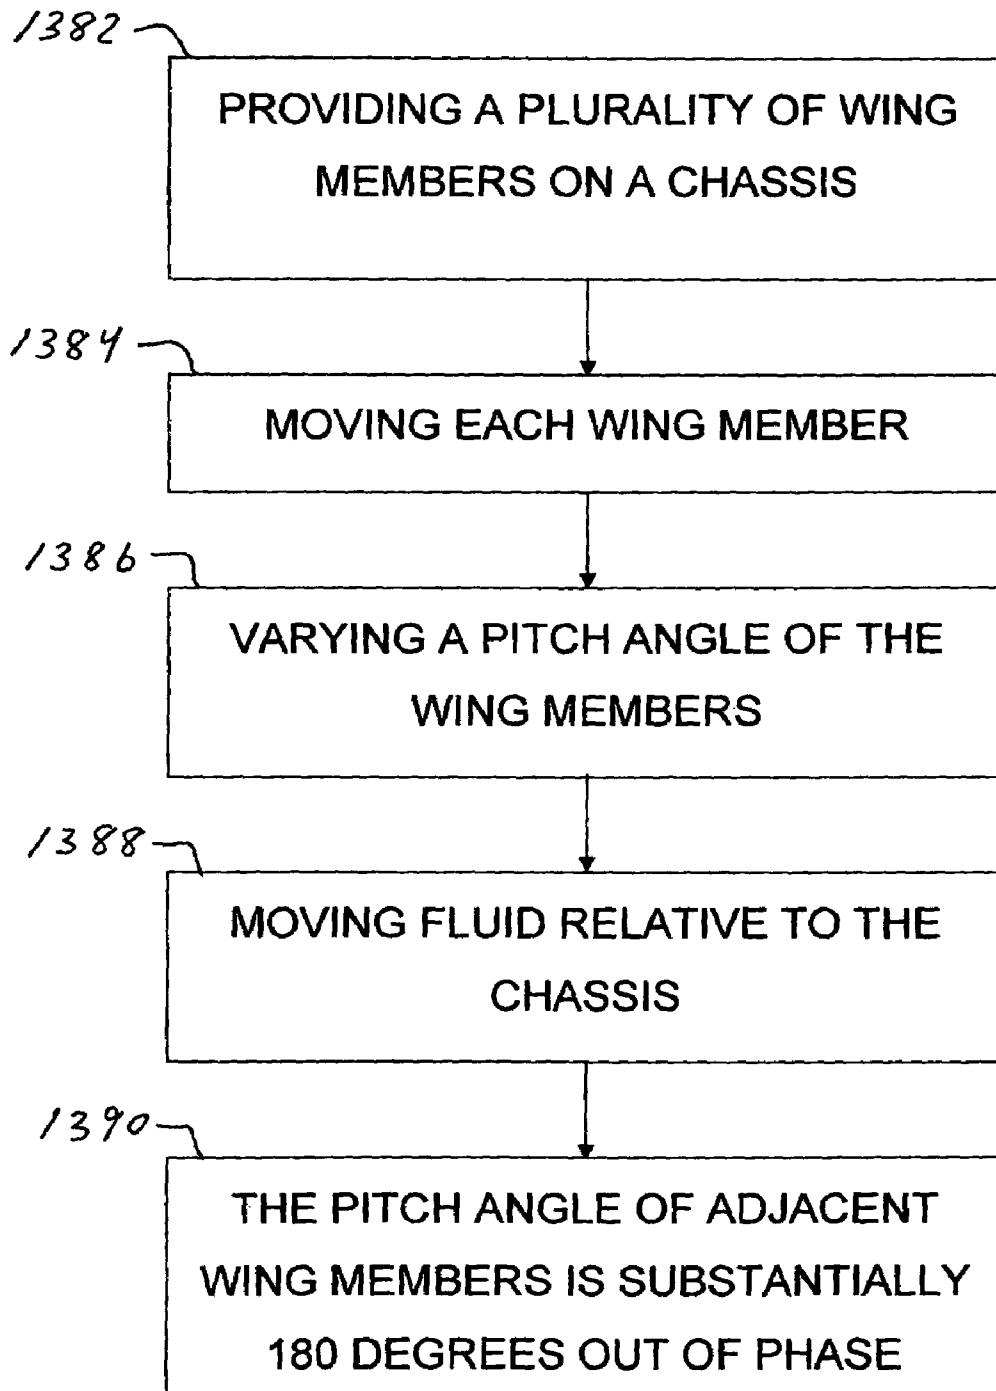 1382
PROVIDING A PLURALITY OF WING
MEMBERS ON A CHASSIS
1384
MOVING EACH WING MEMBER
1386
VARYING A PITCH ANGLE OF THE
WING MEMBERS
1388
MOVING FLUID RELATIVE TO THE
CHASSIS
1390
THE PITCH ANGLE OF ADJACENT
WING MEMBERS IS SUBSTANTIALLY
180 DEGREES OUT OF PHASE